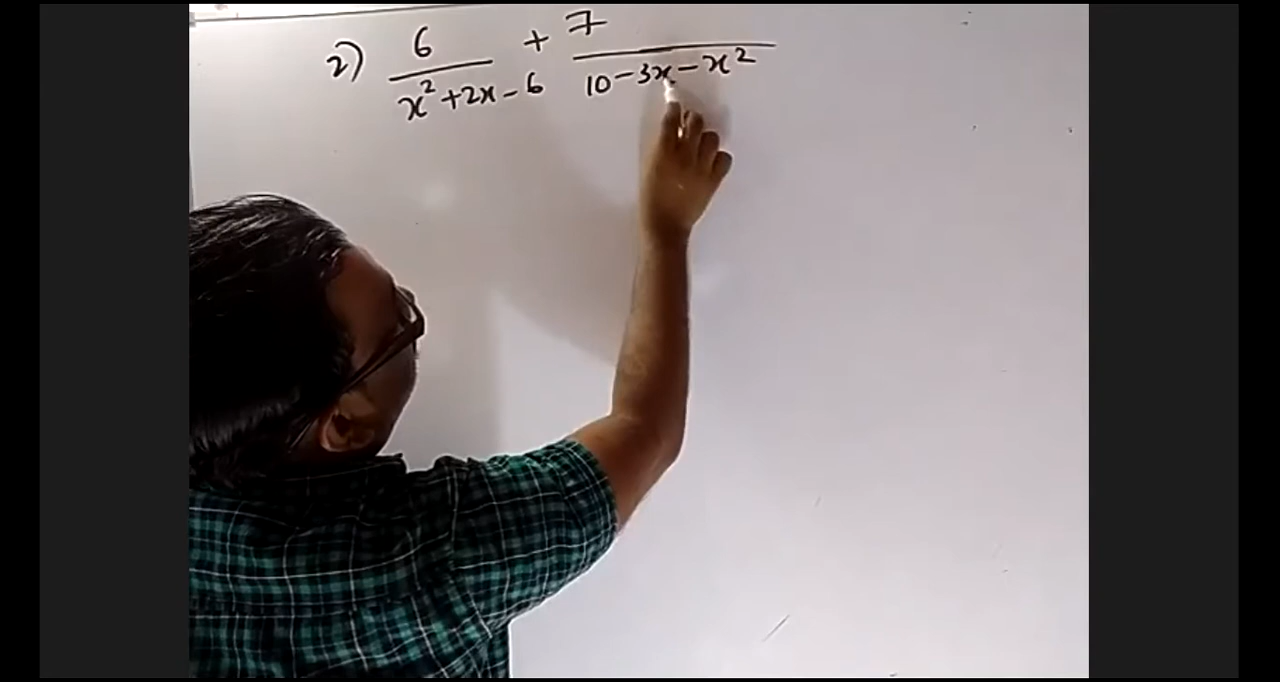 2) 6/(x²+2x-6) + 7/(10-3x-x²)